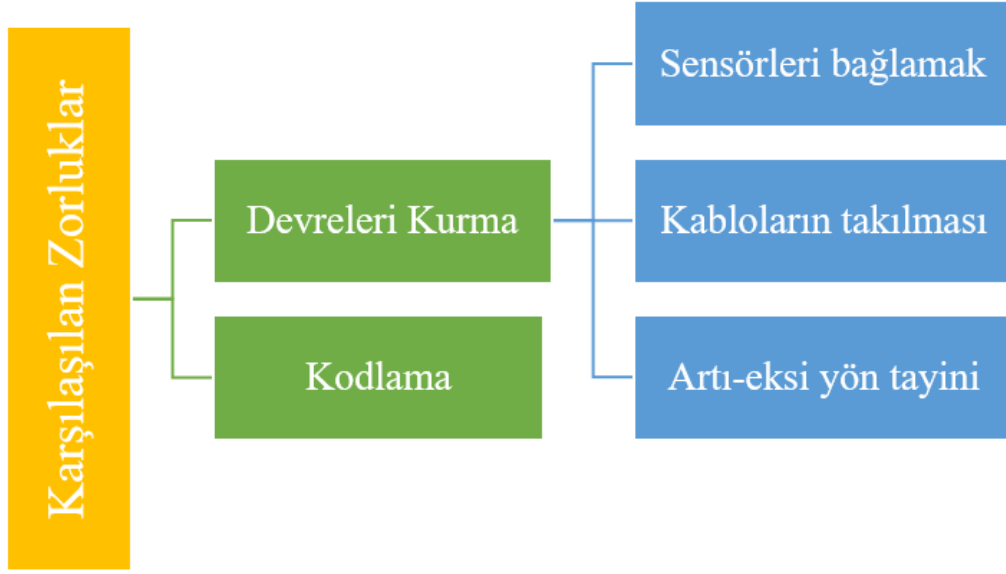 Karşılaşılan Zorluklar
Devreleri Kurma
Sensörleri bağlamak
Kabloların takılması
Artı-eksi yön tayini
Kodlama